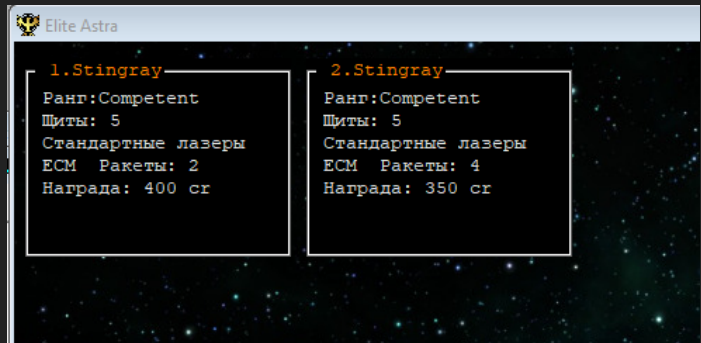 Elite Astra
1.Stingray
Ранг:Competent
Щиты: 5
Стандартные лазеры
ECM Ракеты: 2
Награда: 400 cr
2.Stingray
Ранг:Competent
Щиты: 5
Стандартные лазеры
ECM Ракеты: 4
Награда: 350 cr